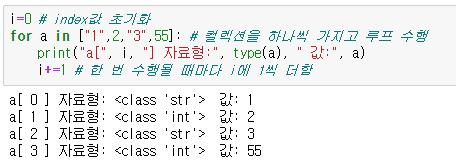 i=0 # index값 초기화
for a in ["1",2,"3",55]: # 컬렉션을 하나씩 가지고 루프 수행
    print("a[", i, "] 자료형:", type(a), " 값:", a)
    i+=1 # 한 번 수행될 때마다 i에 1씩 더함
a[ 0 ] 자료형: <class 'str'>  값: 1
a[ 1 ] 자료형: <class 'int'>  값: 2
a[ 2 ] 자료형: <class 'str'>  값: 3
a[ 3 ] 자료형: <class 'int'>  값: 55